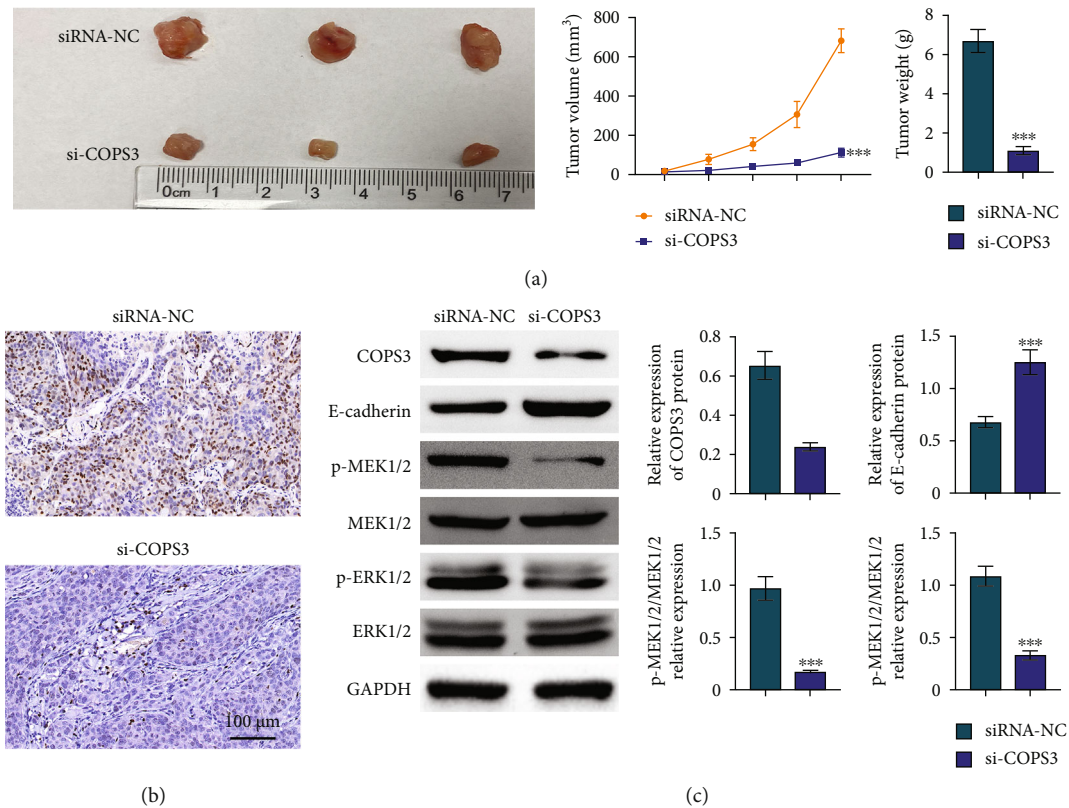 siRNA-NC
si-COPS3
0cm 1 2 3 4 5 6 7
Tumor volume (mm³)
800
600
400
200
0
siRNA-NC
si-COPS3
***
Tumor weight (g)
8
6
4
2
0
***
siRNA-NC
si-COPS3
(a)
siRNA-NC
si-COPS3
100 μm
(b)
siRNA-NC si-COPS3
COPS3
E-cadherin
p-MEK1/2
MEK1/2
p-ERK1/2
ERK1/2
GAPDH
Relative expression
of COPS3 protein
0.6
0.4
0.2
0
Relative expression
of E-cadherin protein
1.5
1.0
0.5
0
***
p-MEK1/2/MEK1/2
relative expression
1.5
1.0
0.5
0
***
p-MEK1/2/MEK1/2
relative expression
1.5
1.0
0.5
0
***
siRNA-NC
si-COPS3
(c)